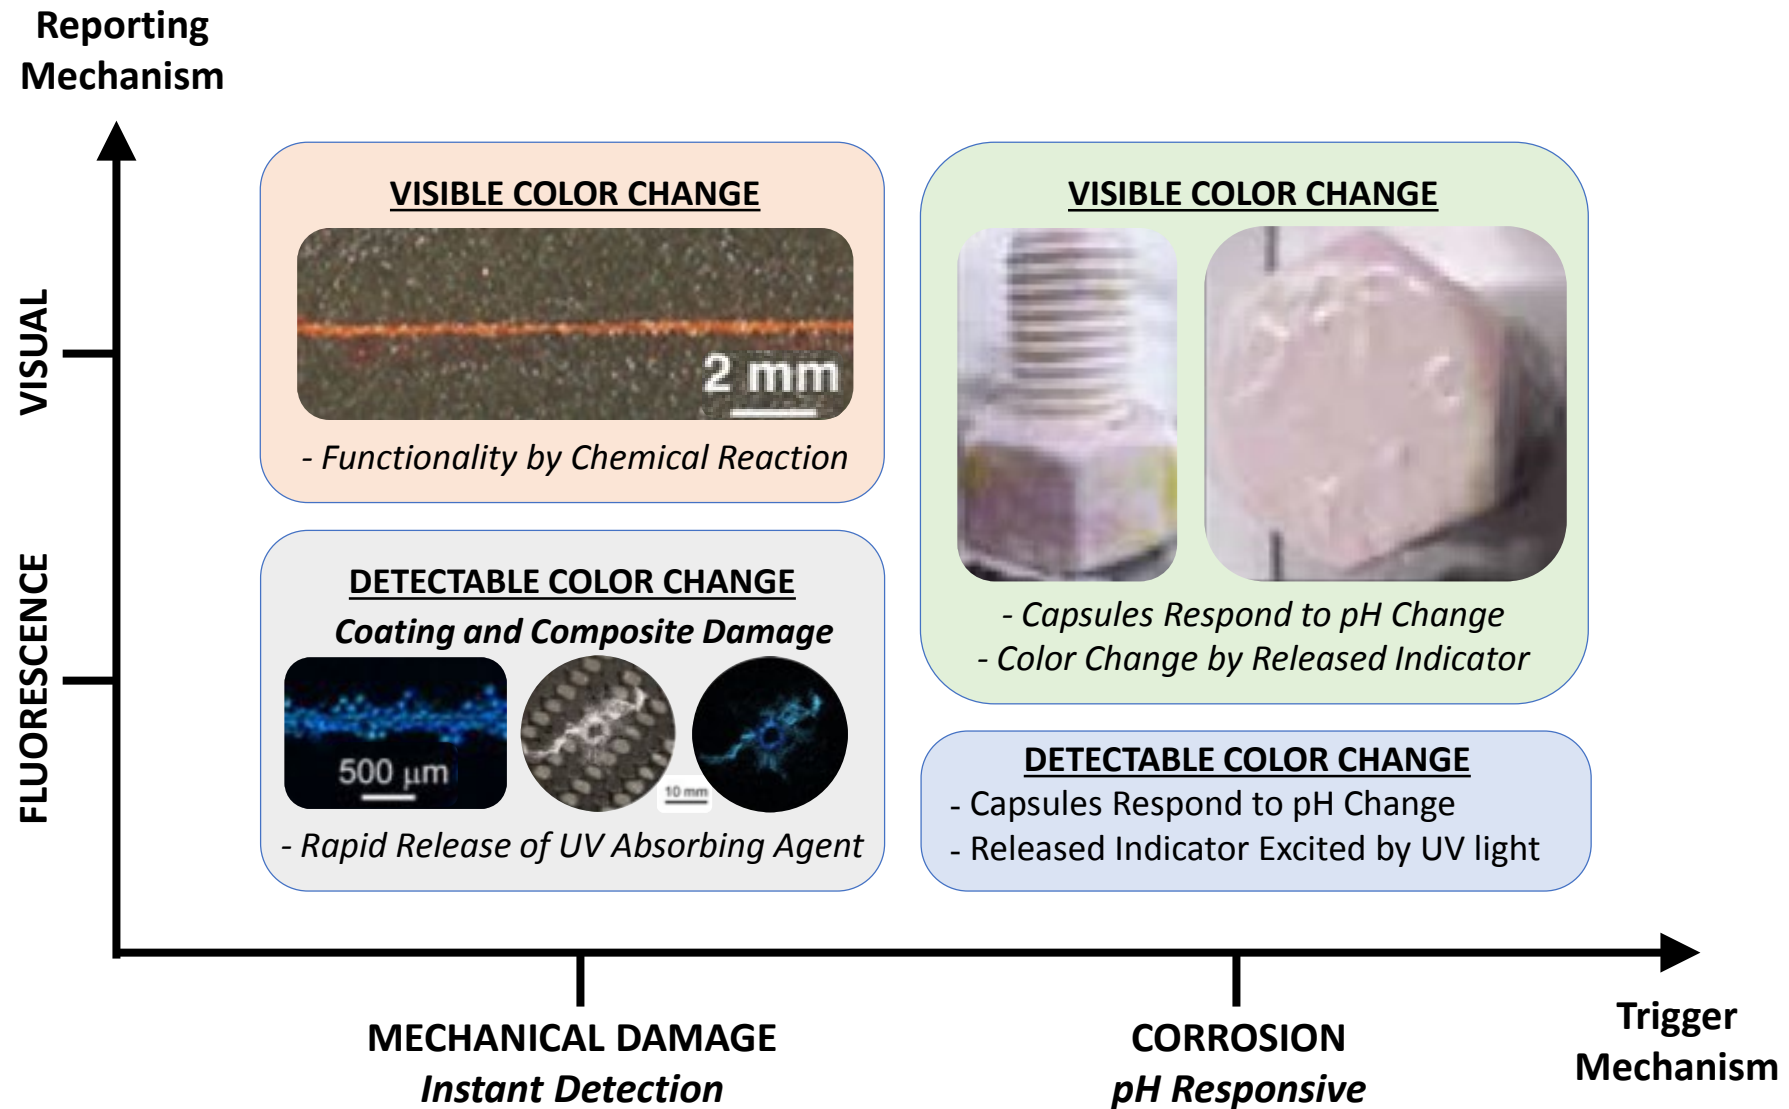 Reporting
Mechanism
VISUAL
FLUORESCENCE
VISIBLE COLOR CHANGE
2 mm
- Functionality by Chemical Reaction
DETECTABLE COLOR CHANGE
Coating and Composite Damage
500 μm
10 mm
- Rapid Release of UV Absorbing Agent
VISIBLE COLOR CHANGE
- Capsules Respond to pH Change
- Color Change by Released Indicator
DETECTABLE COLOR CHANGE
- Capsules Respond to pH Change
- Released Indicator Excited by UV light
MECHANICAL DAMAGE
Instant Detection
CORROSION
pH Responsive
Trigger
Mechanism